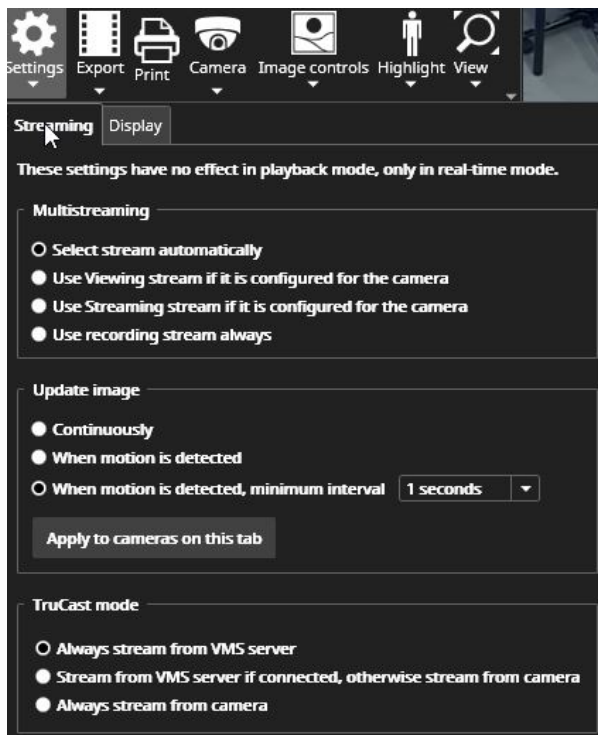 Settings Export Print Camera Image controls Highlight View
Streaming Display
These settings have no effect in playback mode, only in real-time mode.
Multistreaming
Select stream automatically
Use Viewing stream if it is configured for the camera
Use Streaming stream if it is configured for the camera
Use recording stream always
Update image
Continuously
When motion is detected
When motion is detected, minimum interval 1 seconds
Apply to cameras on this tab
TruCast mode
Always stream from VMS server
Stream from VMS server if connected, otherwise stream from camera
Always stream from camera